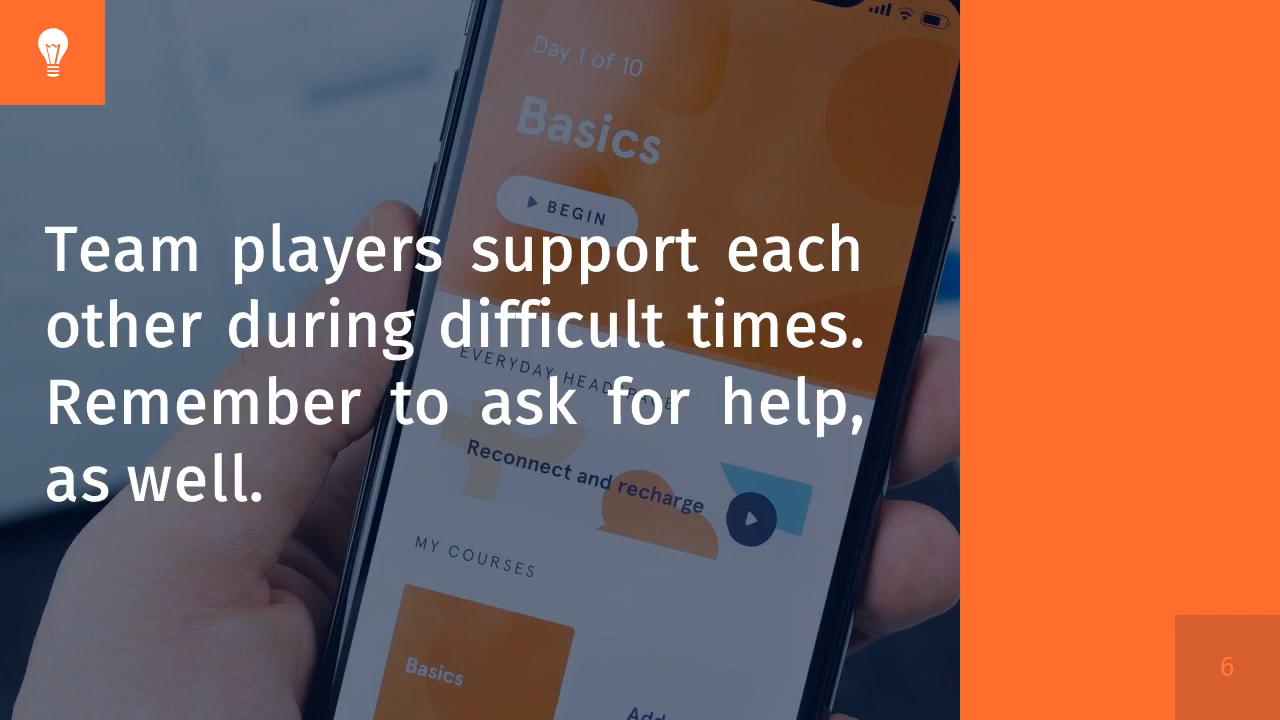 Day 1 of 10
Basics
BEGIN
Team players support each
other during difficult times.
Remember to ask for help,
as well.
EVERYDAY HEADSPACE
Reconnect and recharge
MY COURSES
Basics
6